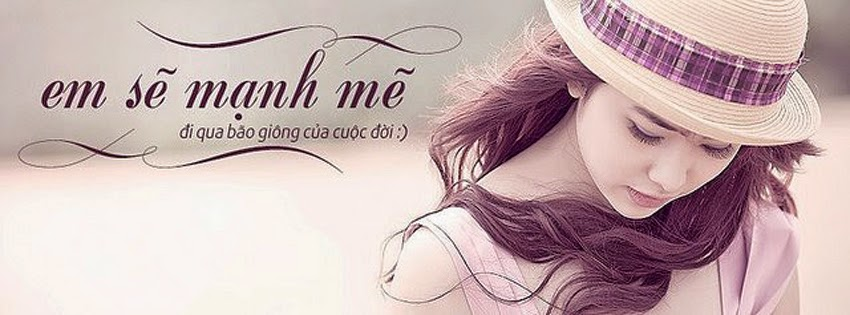 em sẽ mạnh mẽ
đi qua bão giông của cuộc đời :)